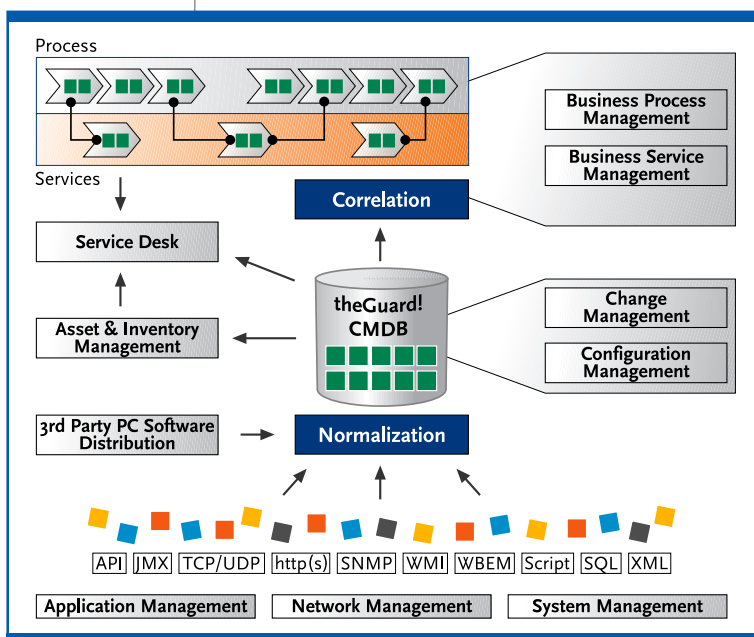 Process
Business Process
Management
Business Service
Management
Services
Correlation
Service Desk
theGuard!
CMDB
Change
Management
Asset & Inventory
Management
Configuration
Management
3rd Party PC Software
Distribution
Normalization
API
JMX
TCP/UDP
http(s)
SNMP
WMI
WBEM
Script
SQL
XML
Application Management
Network Management
System Management